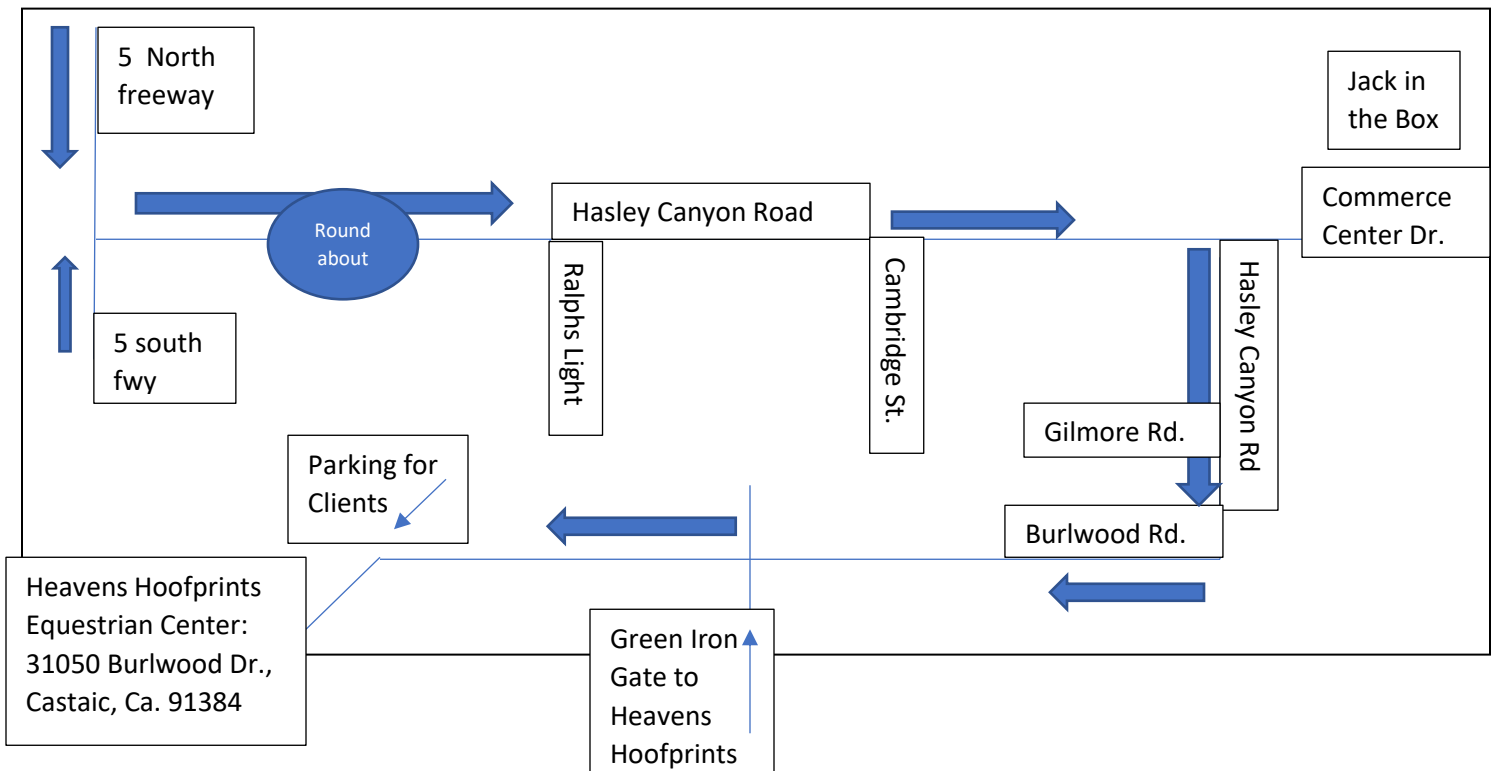 5 North
freeway
Jack in
the Box
Commerce
Center Dr.
Hasley Canyon Road
Round
about
Ralphs Light
Cambridge St.
Hasley Canyon Rd
5 south
fwy
Gilmore Rd.
Parking for
Clients
Burlwood Rd.
Heavens Hoofprints
Equestrian Center:
31050 Burlwood Dr.,
Castaic, Ca. 91384
Green Iron
Gate to
Heavens
Hoofprints